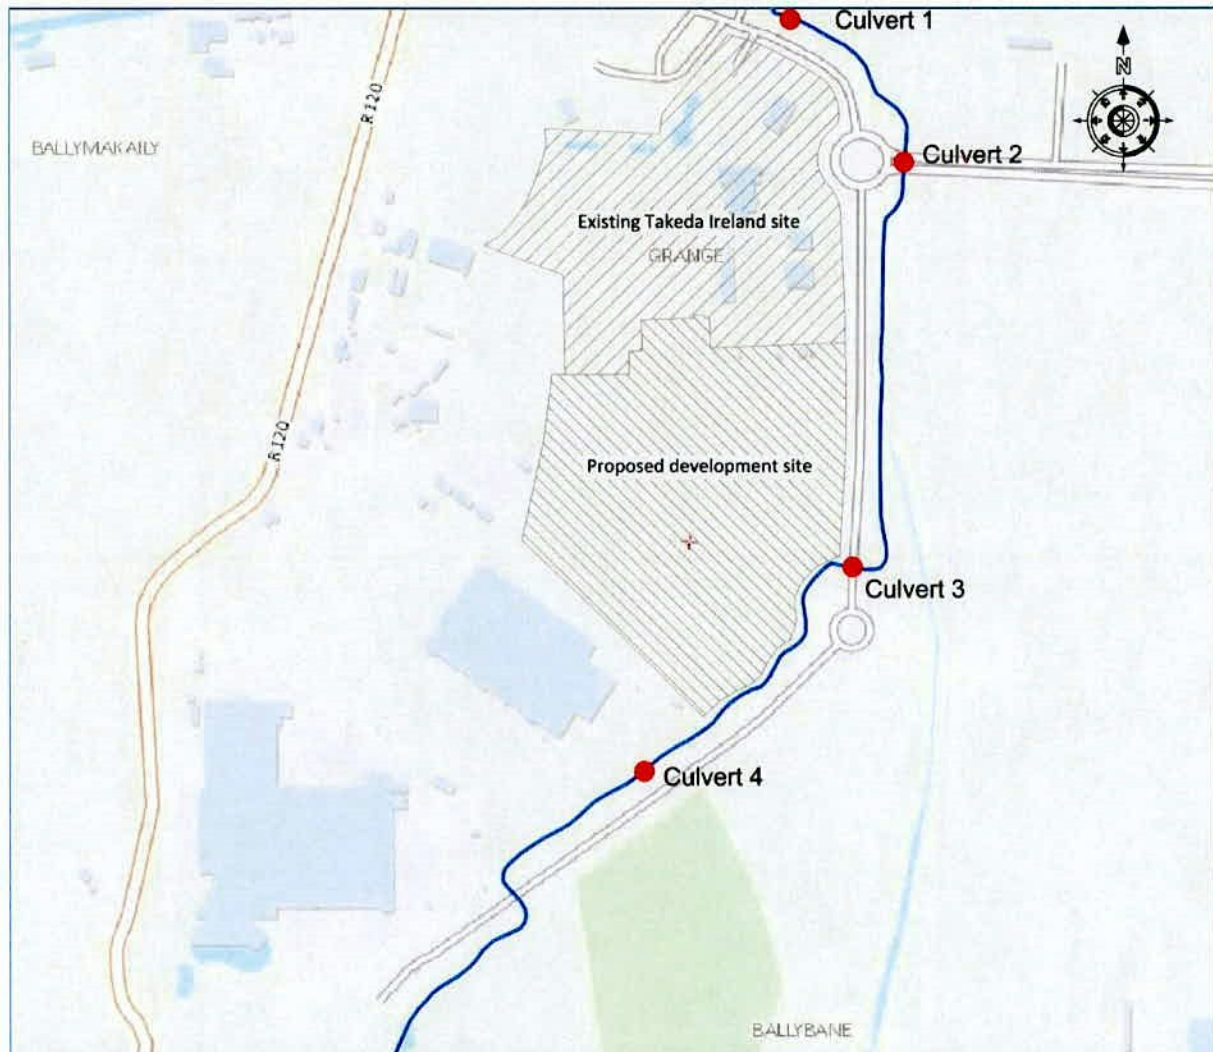 Culvert 1
N
R120
BALLYMAKAILY
Culvert 2
Existing Takeda Ireland site
GRANGE
R120
Proposed development site
Culvert 3
Culvert 4
BALLYBANE